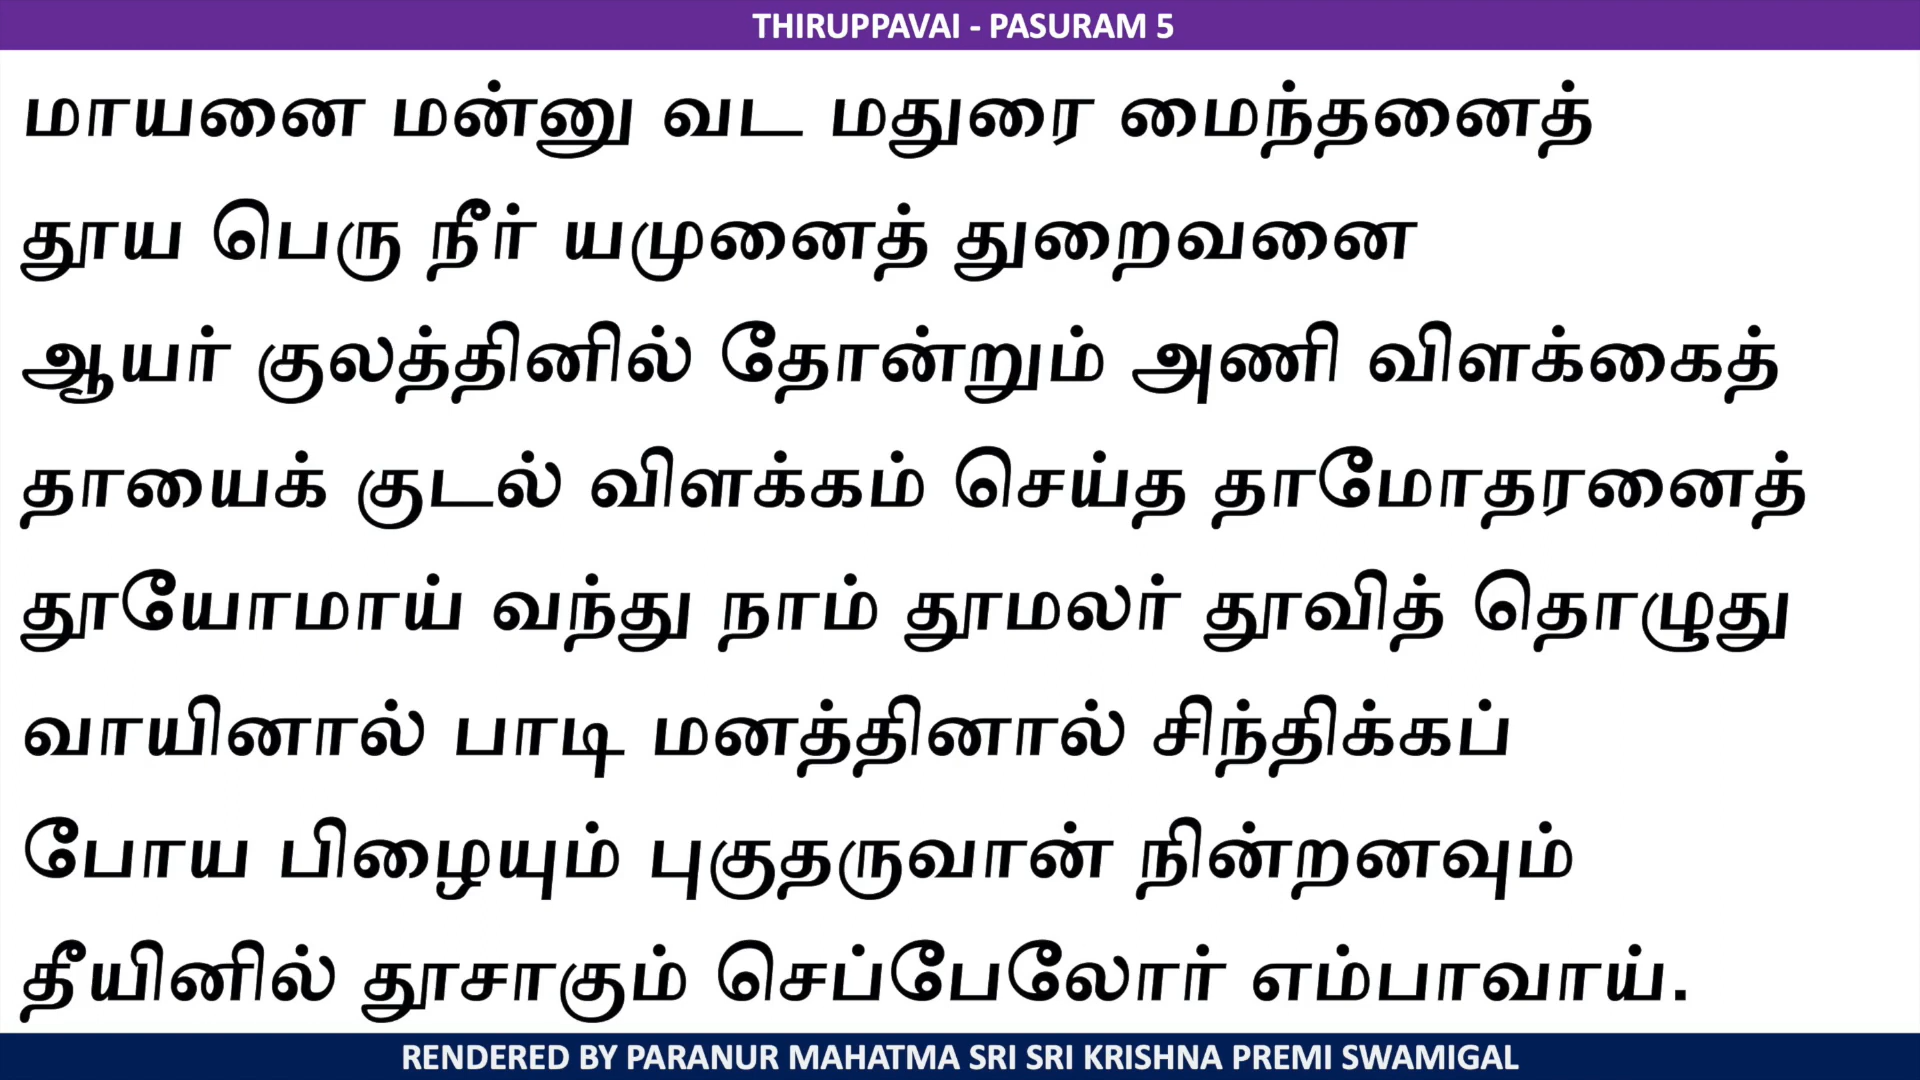 THIRUPPAVAI - PASURAM 5
மாயனை மன்னு வட மதுரை மைந்தனைத்
தூய பெரு நீர் யமுனைத் துறைவனை
ஆயர் குலத்தினில் தோன்றும் அணி விளக்கைத்
தாயைக் குடல் விளக்கம் செய்த தாமோதரனைத்
தூயோமாய் வந்து நாம் தூமலர் தூவித் தொழுது
வாயினால் பாடி மனத்தினால் சிந்திக்கப்
போய பிழையும் புகுதருவான் நின்றனவும்
தீயினில் தூசாகும் செப்பேலோர் எம்பாவாய்.
RENDERED BY PARANUR MAHATMA SRI SRI KRISHNA PREMI SWAMIGAL